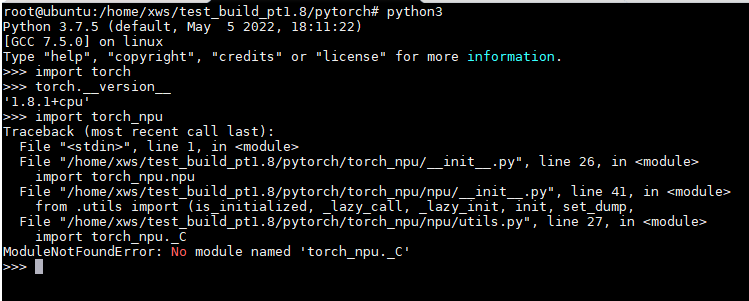 root@ubuntu:/home/xws/test_build_pt1.8/pytorch# python3
Python 3.7.5 (default, May  5 2022, 18:11:22)
[GCC 7.5.0] on linux
Type "help", "copyright", "credits" or "license" for more information.
>>> import torch
>>> torch.__version__
'1.8.1+cpu'
>>> import torch_npu
Traceback (most recent call last):
  File "<stdin>", line 1, in <module>
  File "/home/xws/test_build_pt1.8/pytorch/torch_npu/__init__.py", line 26, in <module>
    import torch_npu.npu
  File "/home/xws/test_build_pt1.8/pytorch/torch_npu/npu/__init__.py", line 41, in <module>
    from .utils import (is_initialized, _lazy_call, _lazy_init, init, set_dump,
  File "/home/xws/test_build_pt1.8/pytorch/torch_npu/npu/utils.py", line 27, in <module>
    import torch_npu._C
ModuleNotFoundError: No module named 'torch_npu._C'
>>>